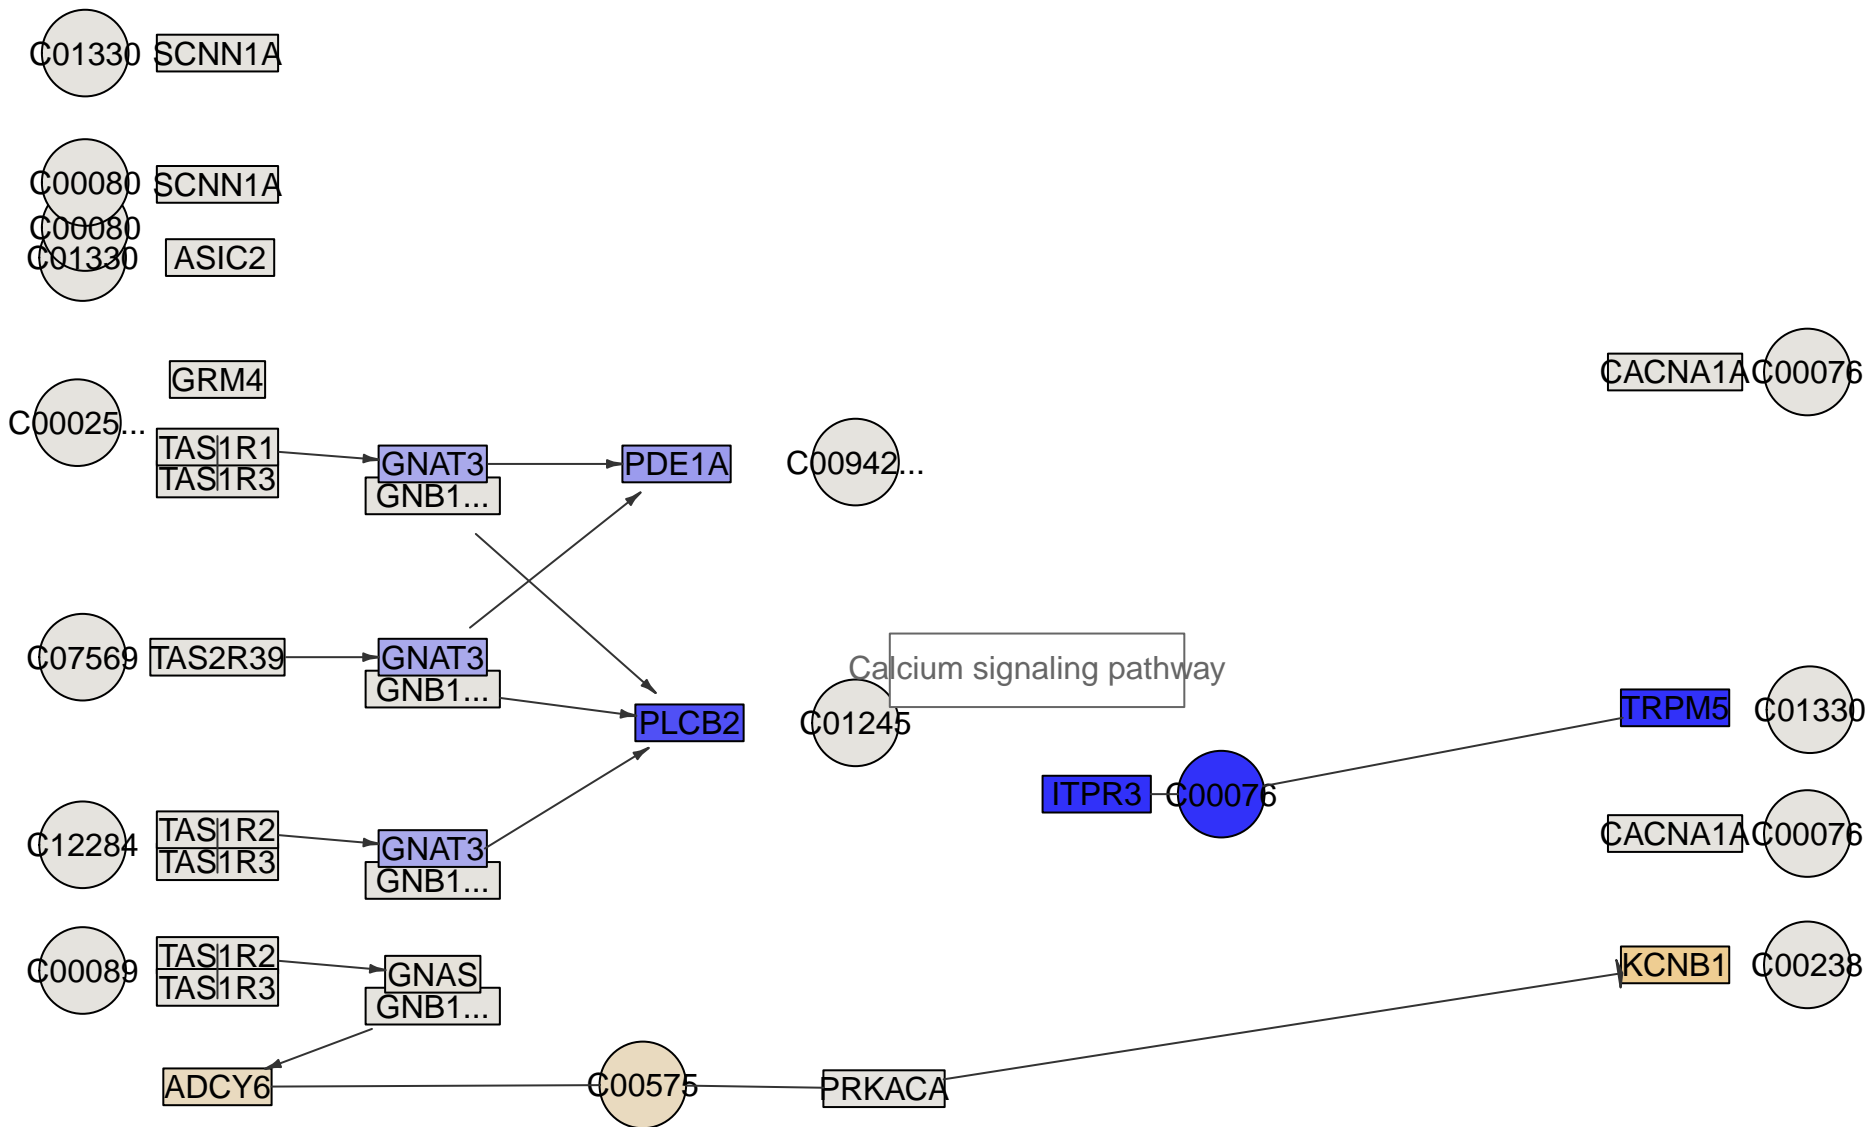 C01330 SCNN1A
C00080 SCNN1A
C00080
C01330 ASIC2
GRM4
CACNA1A C00076
C00025...
TAS1R1
GNAT3 PDE1A C00942...
TAS1R3
GNB1...
C07569 TAS2R39 GNAT3
Calcium signaling pathway
GNB1...
PLCB2 C01245
TRPM5 C01330
ITPR3 C00076
TAS1R2
CACNA1A C00076
C12284
GNAT3
TAS1R3
GNB1...
TAS1R2
KCNB1 C00238
C00089
GNAS
TAS1R3
GNB1...
ADCY6 C00575 PRKACA